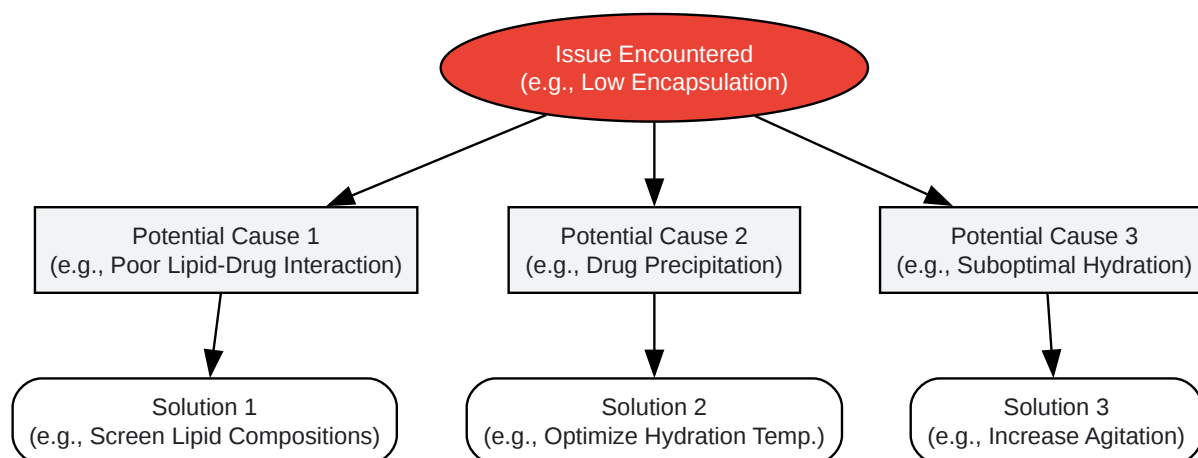 Issue Encountered
(e.g., Low Encapsulation)
Potential Cause 1
(e.g., Poor Lipid-Drug Interaction)
Potential Cause 2
(e.g., Drug Precipitation)
Potential Cause 3
(e.g., Suboptimal Hydration)
Solution 1
(e.g., Screen Lipid Compositions)
Solution 2
(e.g., Optimize Hydration Temp.)
Solution 3
(e.g., Increase Agitation)